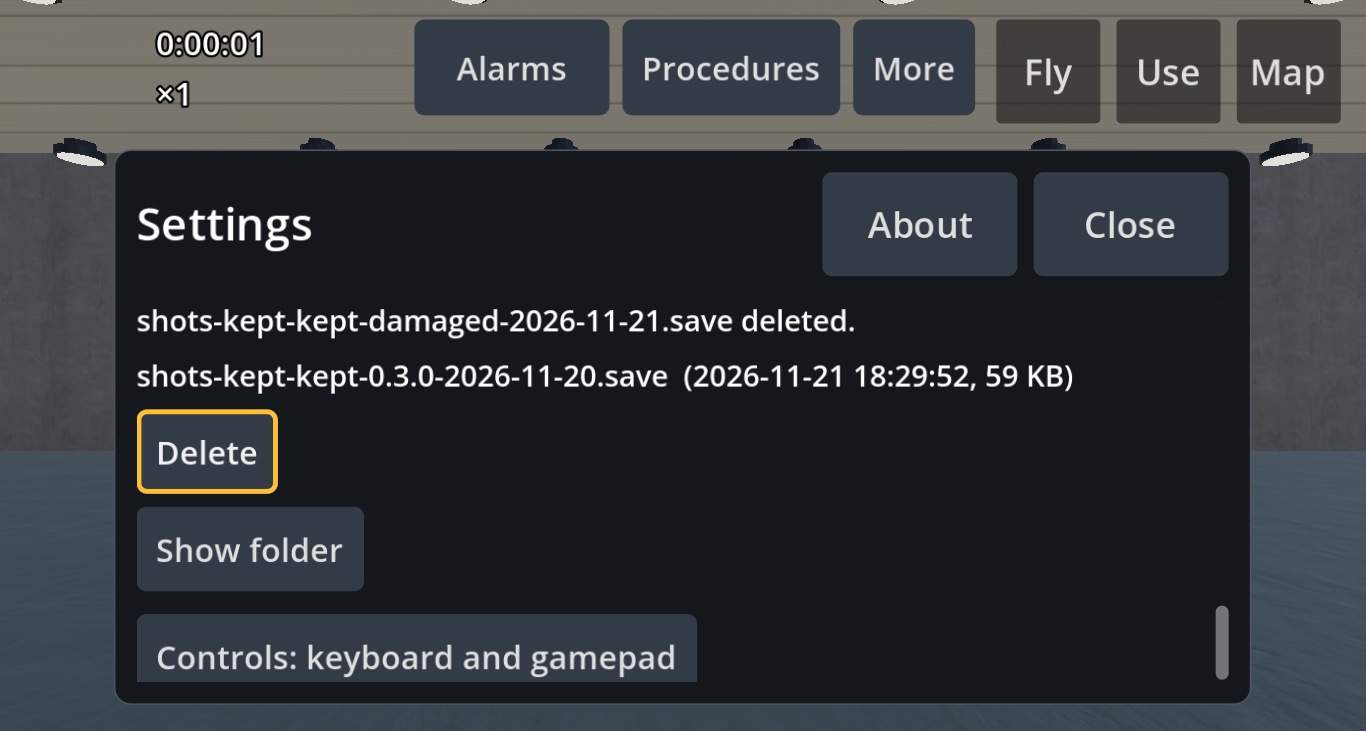 0:00:01
×1
Alarms
Procedures
More
Fly
Use
Map
Settings
About
Close
shots-kept-kept-damaged-2026-11-21.save deleted.
shots-kept-kept-0.3.0-2026-11-20.save (2026-11-21 18:29:52, 59 KB)
Delete
Show folder
Controls: keyboard and gamepad